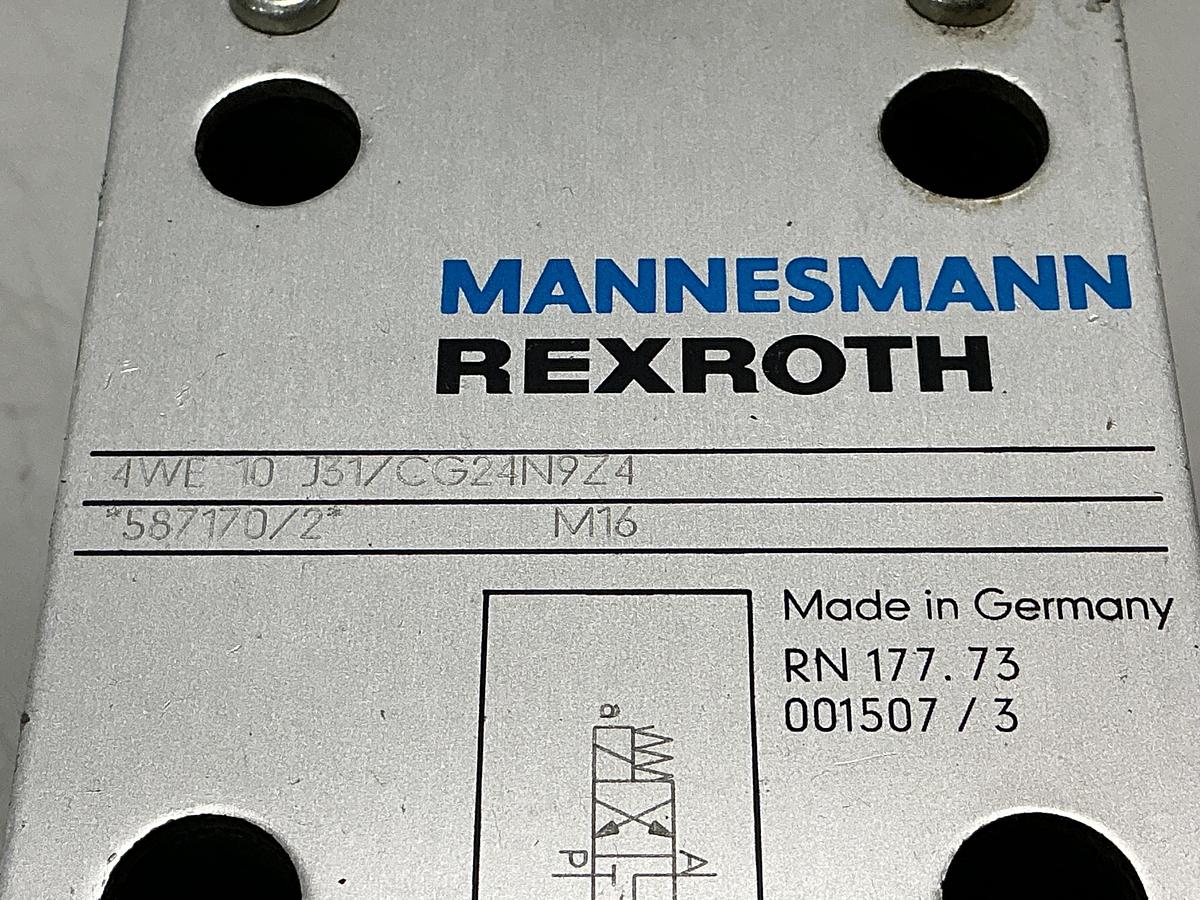 MANNESMANN
REXROTH
4WE 10 J31/CG24N9Z4
*587170/2* M16
Made in Germany
RN 177.73
001507 / 3
a
P T A